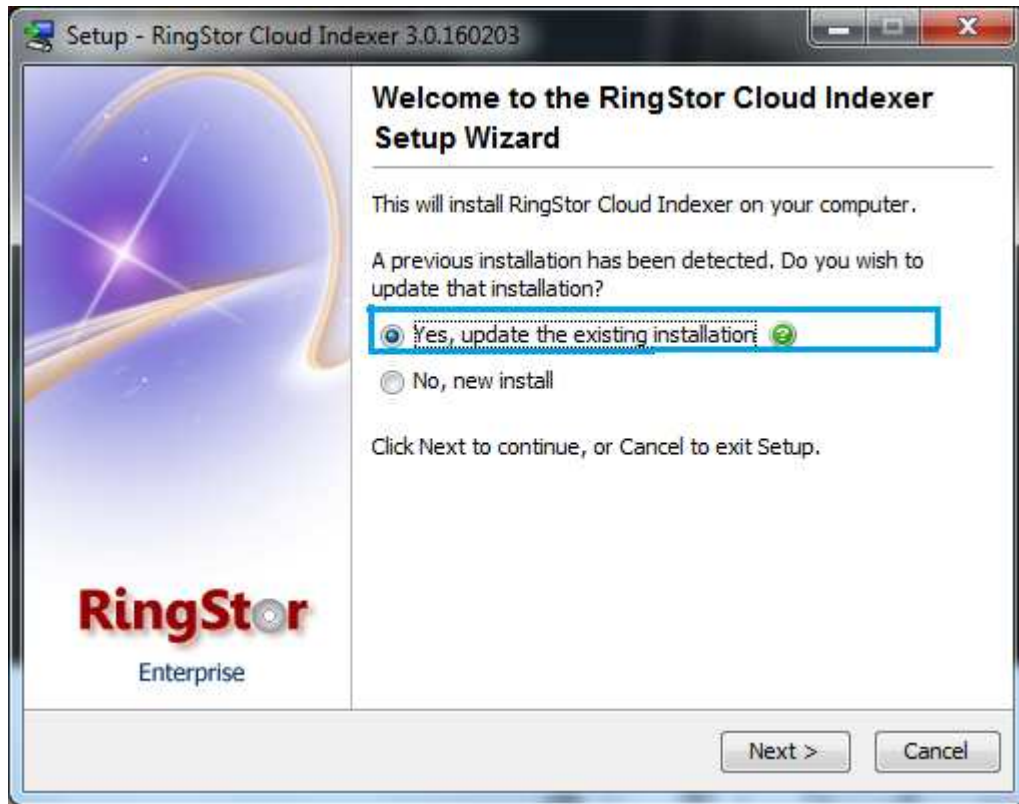 Setup - RingStor Cloud Indexer 3.0.160203
Welcome to the RingStor Cloud Indexer
Setup Wizard
This will install RingStor Cloud Indexer on your computer.
A previous installation has been detected. Do you wish to
update that installation?
Yes, update the existing installation
No, new install
Click Next to continue, or Cancel to exit Setup.
RingStor
Enterprise
Next >
Cancel